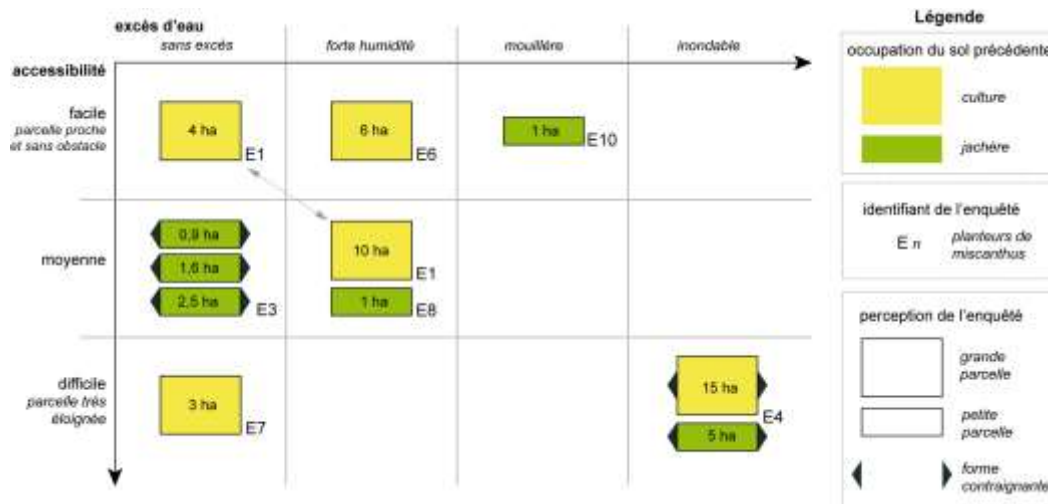 excès d'eau
sans excès
forte humidité
mouillère
inondable
accessibilité
facile
parcelle proche
et sans obstacle
4 ha
E1
6 ha
E6
1 ha
E10
moyenne
0,9 ha
1,6 ha
2,5 ha
E3
10 ha
E1
1 ha
E8
difficile
parcelle très
éloignée
3 ha
E7
15 ha
E4
5 ha
Légende
occupation du sol précédente
culture
jachère
identifiant de l'enquêté
E n
planteurs de
miscanthus
perception de l'enquêté
grande
parcelle
petite
parcelle
forme
contraignante